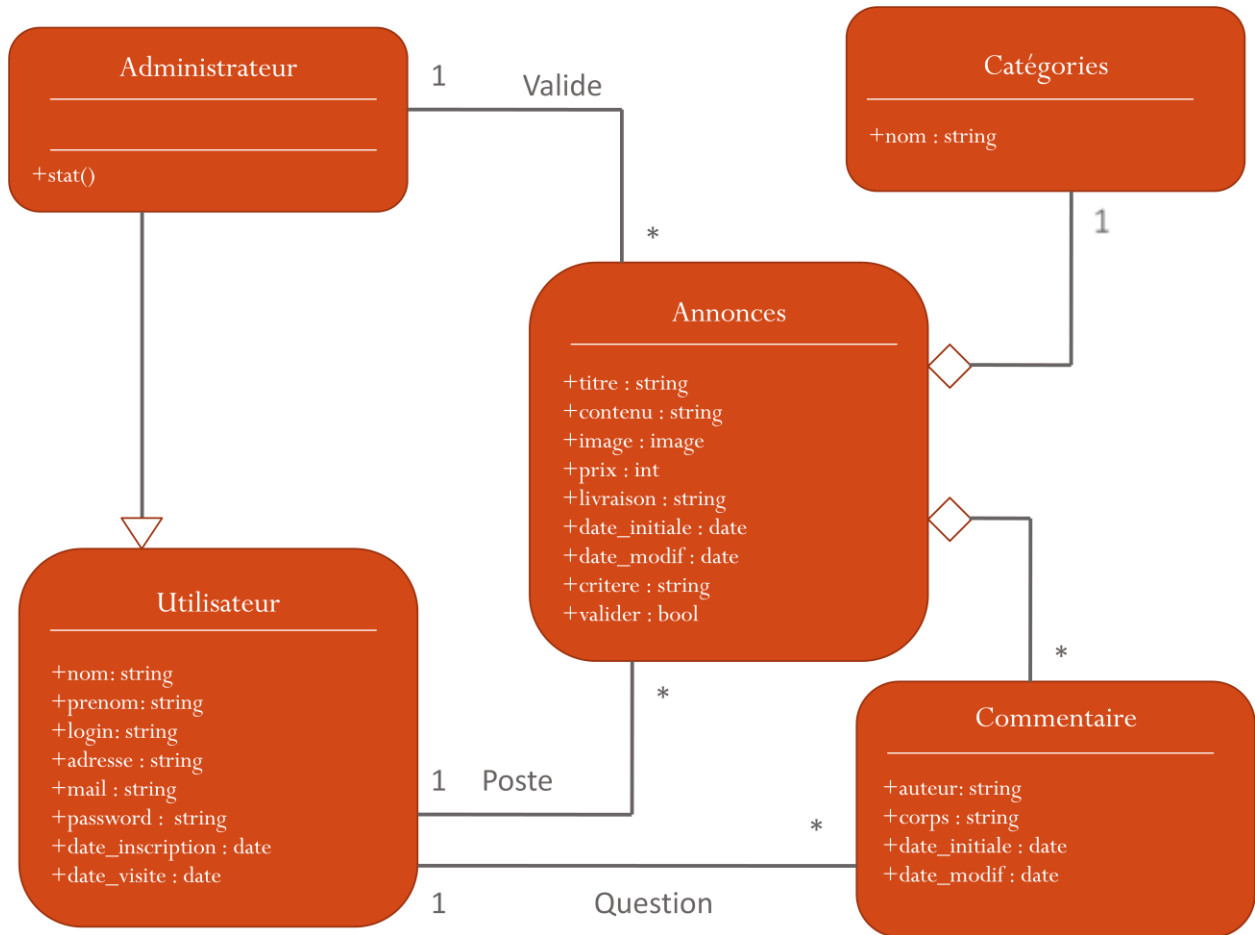 Administrateur
+stat()
1
Valide
*
Catégories
+nom : string
1
Annonces
+titre : string
+contenu : string
+image : image
+prix : int
+livraison : string
+date_initiale : date
+date_modif : date
+critere : string
+valider : bool
*
*
Utilisateur
+nom: string
+prenom: string
+login: string
+adresse : string
+mail : string
+password :  string
+date_inscription : date
+date_visite : date
1
Poste
*
1
Question
Commentaire
+auteur: string
+corps : string
+date_initiale : date
+date_modif : date